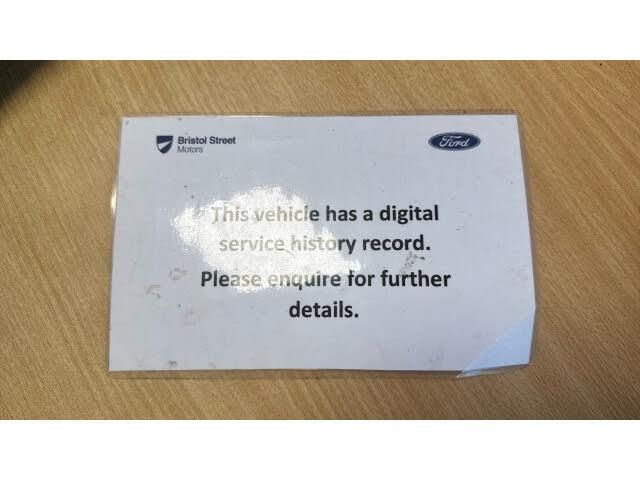 Bristol Street
Motors
Ford
This vehicle has a digital
service history record.
Please enquire for further
details.